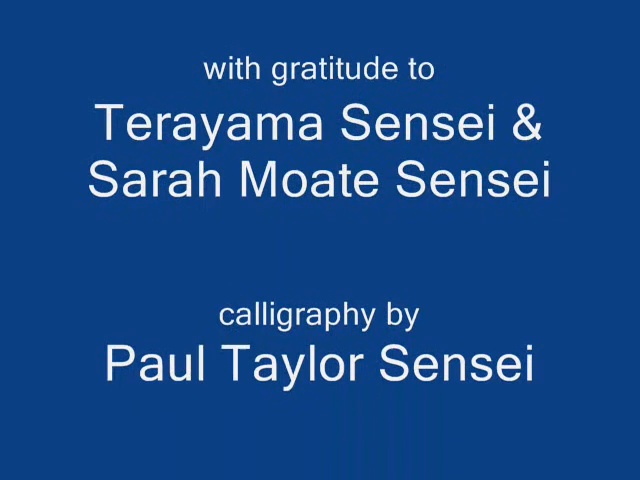 with gratitude to
Terayama Sensei &
Sarah Moate Sensei
calligraphy by
Paul Taylor Sensei